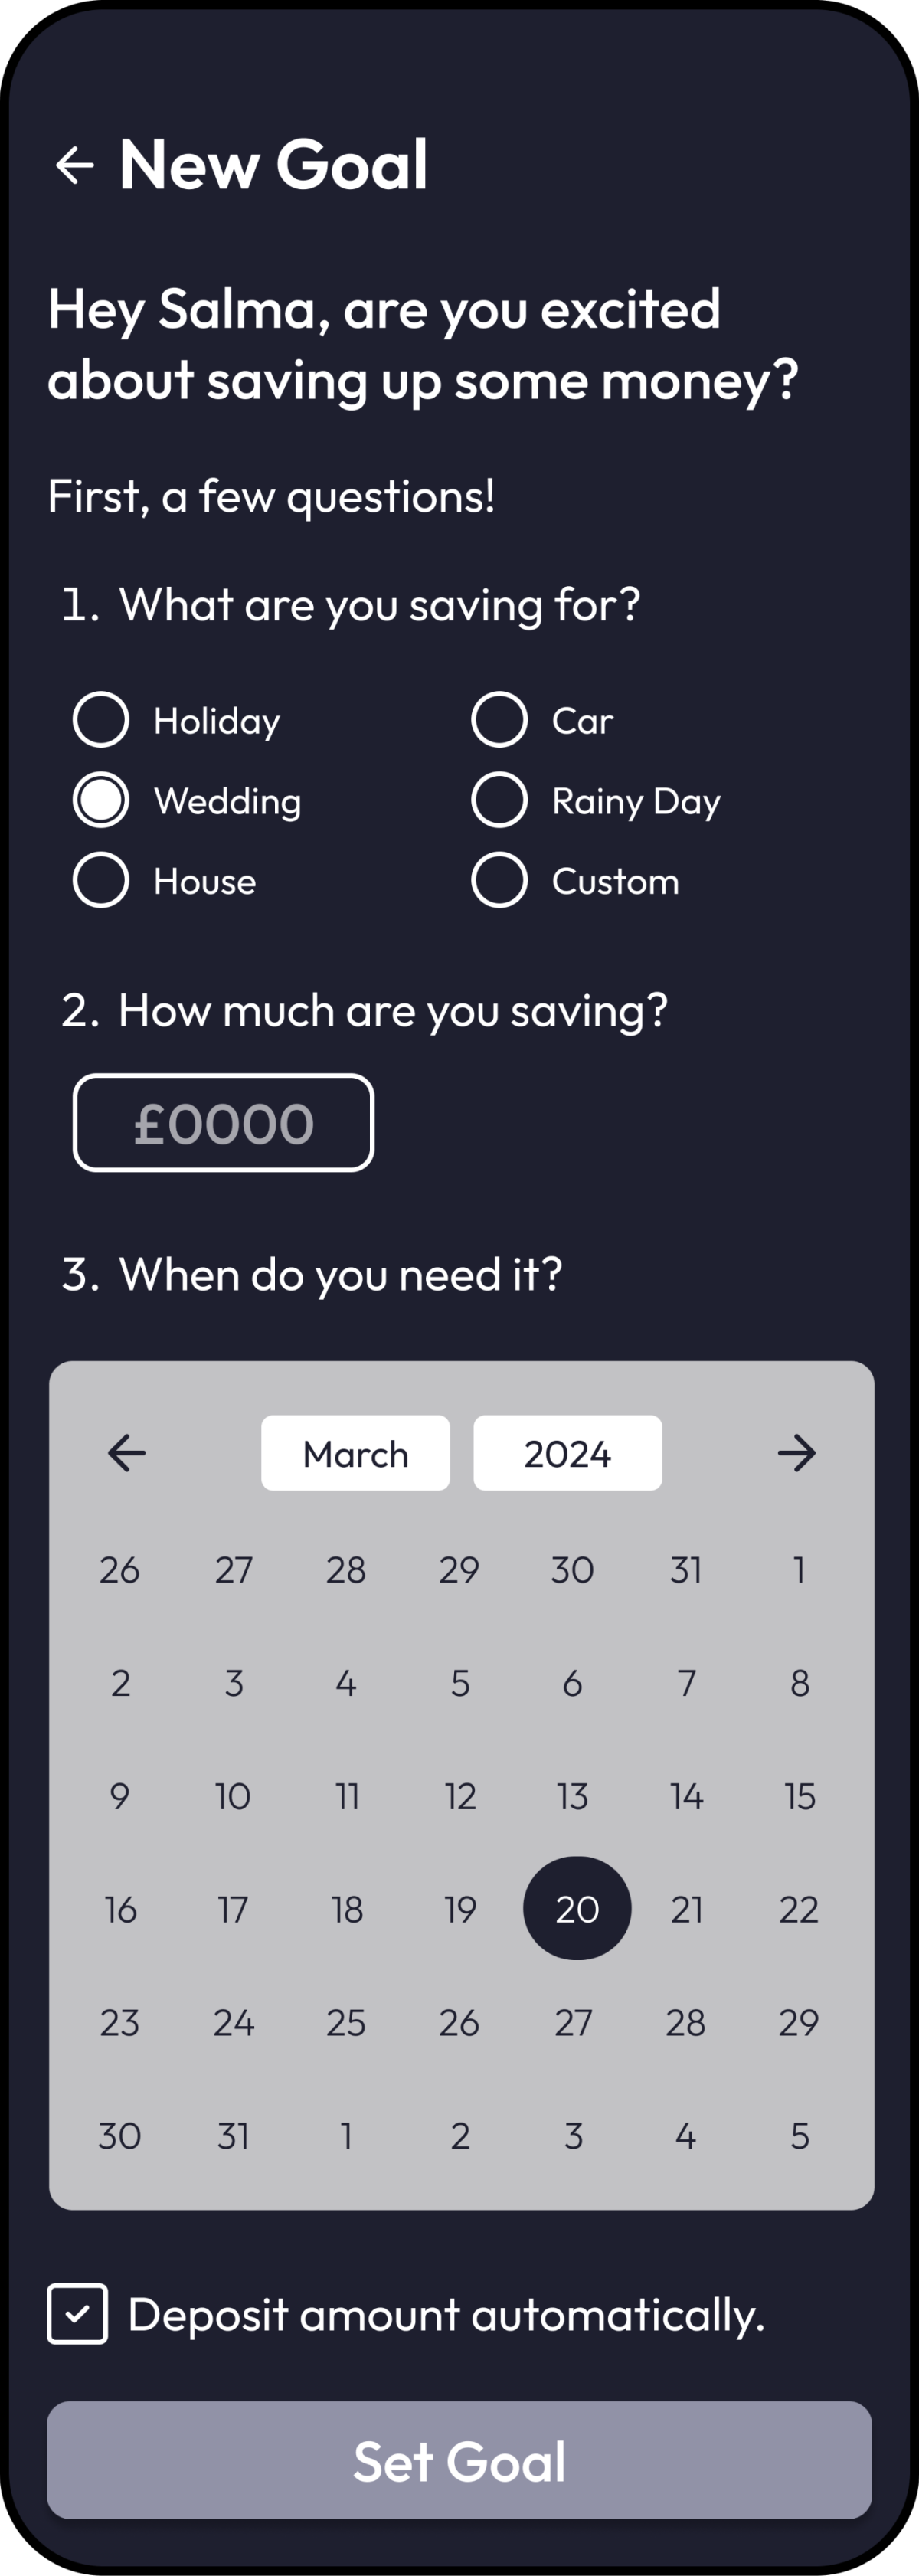 New Goal
Hey Salma, are you excited
about saving up some money?
First, a few questions!
1. What are you saving for?
Holiday Car
Wedding Rainy Day
House Custom
2. How much are you saving?
£0000
3. When do you need it?
March 2024
26 27 28 29 30 31 1
2 3 4 5 6 7 8
9 10 11 12 13 14 15
16 17 18 19 20 21 22
23 24 25 26 27 28 29
30 31 1 2 3 4 5
Deposit amount automatically.
Set Goal